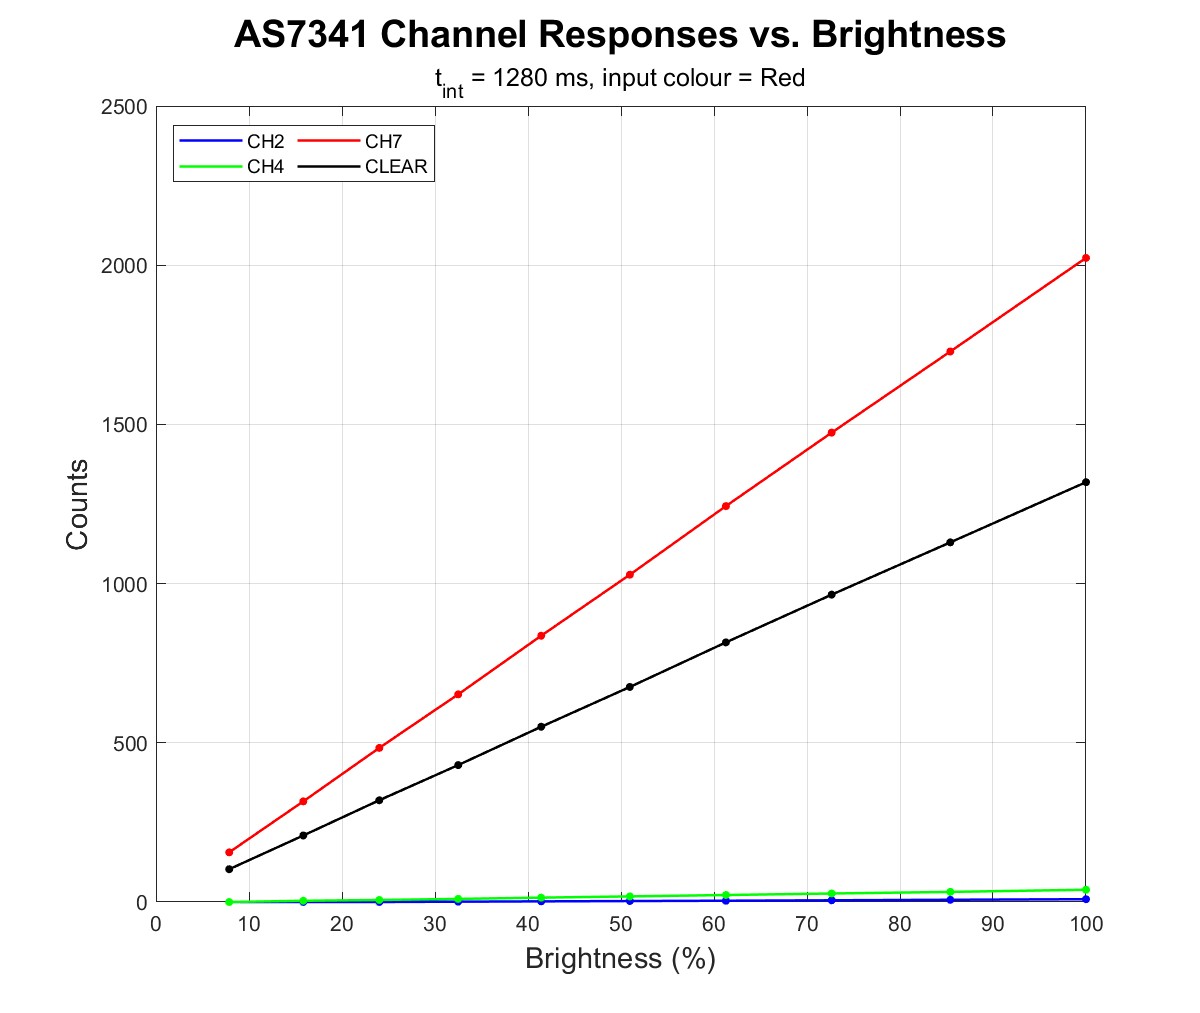 AS7341 Channel Responses vs. Brightness
t_int = 1280 ms, input colour = Red
CH2 CH7
CH4 CLEAR
2500
2000
1500
1000
500
0
Counts
0 10 20 30 40 50 60 70 80 90 100
Brightness (%)